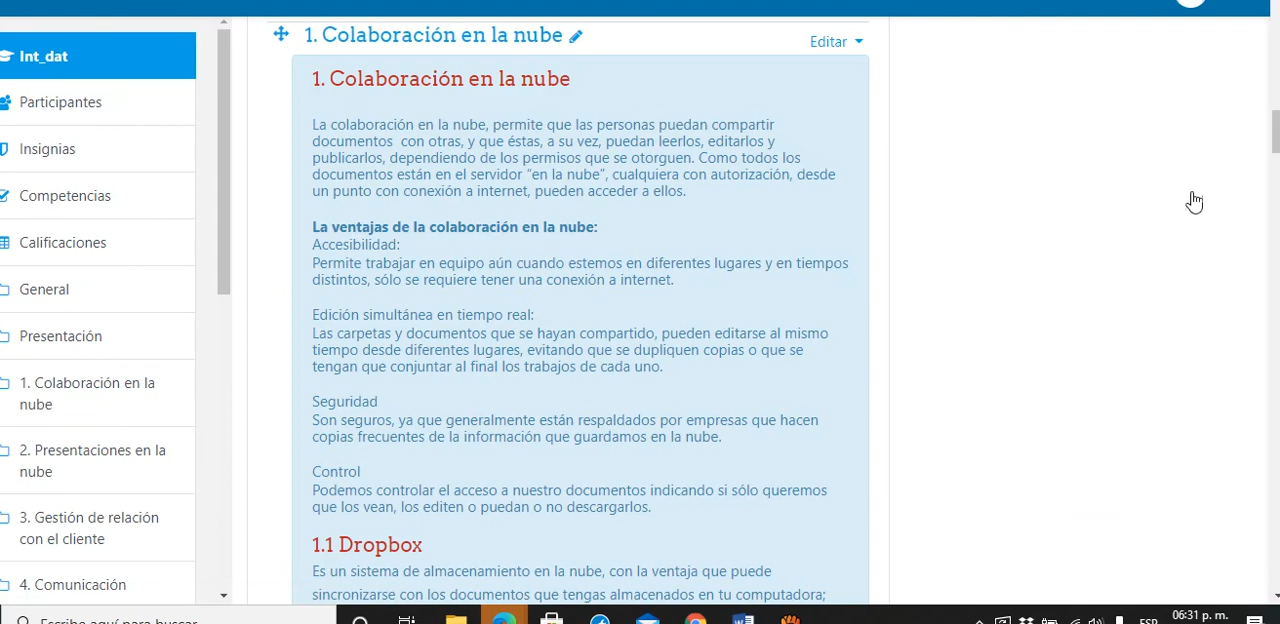 1. Colaboración en la nube
Editar
Int_dat
Participantes
Insignias
Competencias
Calificaciones
General
Presentación
1. Colaboración en la
nube
2. Presentaciones en la
nube
3. Gestión de relación
con el cliente
4. Comunicación
1. Colaboración en la nube
La colaboración en la nube, permite que las personas puedan compartir
documentos con otras, y que éstas, a su vez, puedan leerlos, editarlos y
publicarlos, dependiendo de los permisos que se otorguen. Como todos los
documentos están en el servidor “en la nube”, cualquiera con autorización, desde
un punto con conexión a internet, pueden acceder a ellos.
La ventajas de la colaboración en la nube:
Accesibilidad:
Permite trabajar en equipo aún cuando estemos en diferentes lugares y en tiempos
distintos, sólo se requiere tener una conexión a internet.
Edición simultánea en tiempo real:
Las carpetas y documentos que se hayan compartido, pueden editarse al mismo
tiempo desde diferentes lugares, evitando que se dupliquen copias o que se
tengan que conjuntar al final los trabajos de cada uno.
Seguridad
Son seguros, ya que generalmente están respaldados por empresas que hacen
copias frecuentes de la información que guardamos en la nube.
Control
Podemos controlar el acceso a nuestro documentos indicando si sólo queremos
que los vean, los editen o puedan o no descargarlos.
1.1 Dropbox
Es un sistema de almacenamiento en la nube, con la ventaja que puede
sincronizarse con los documentos que tengas almacenados en tu computadora;
Escribe aquí para buscar
ESP
06:31 p. m.